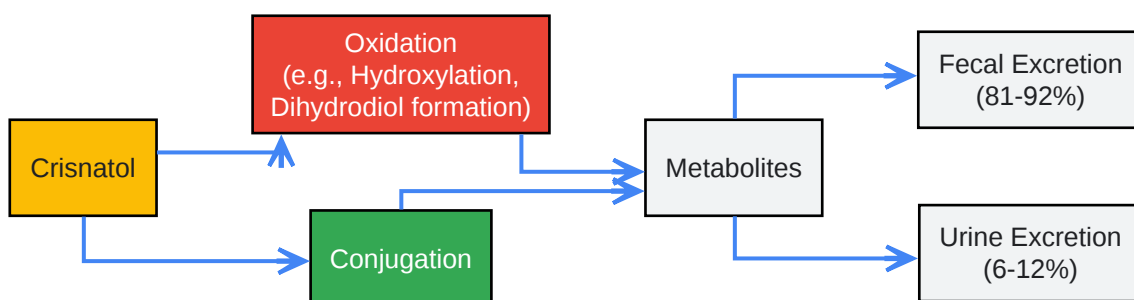 Crisnatol
Oxidation
(e.g., Hydroxylation,
Dihydrodiol formation)
Conjugation
Metabolites
Fecal Excretion
(81-92%)
Urine Excretion
(6-12%)